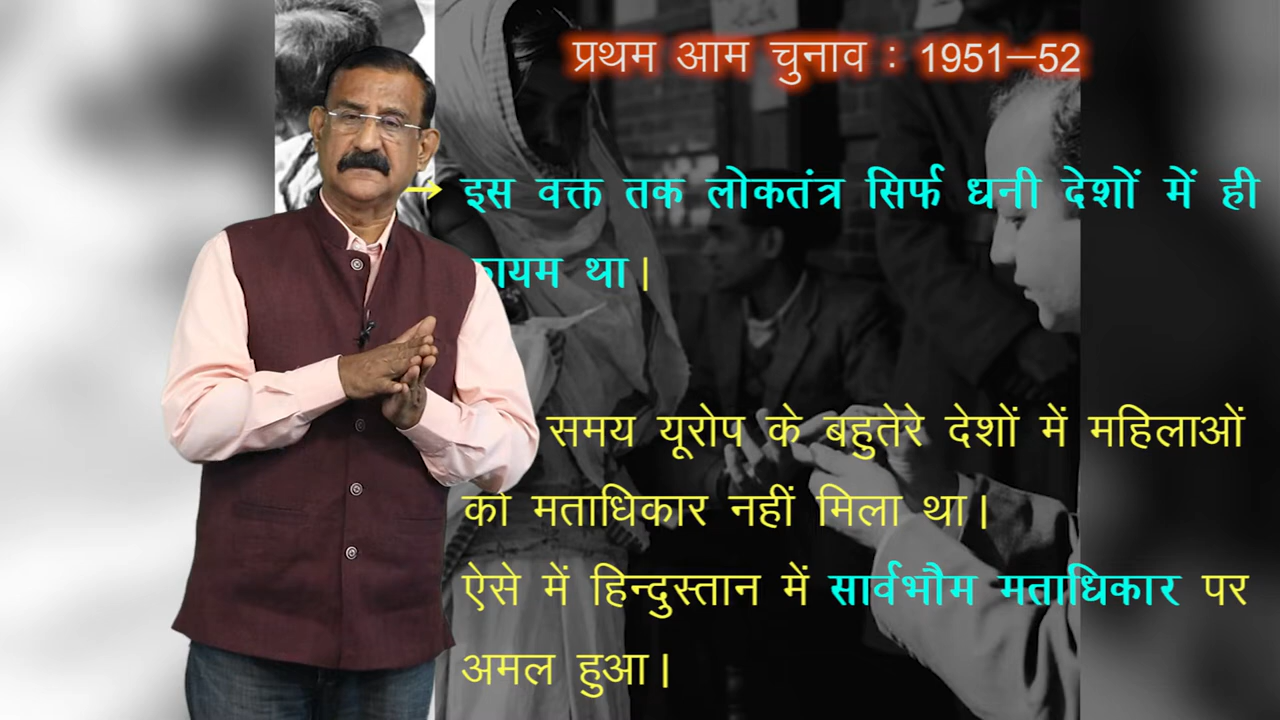 प्रथम आम चुनाव : 1951–52
इस वक्त तक लोकतंत्र सिर्फ धनी देशों में ही
था।
समय यूरोप के बहुतेरे देशों में महिलाओं
को मताधिकार नहीं मिला था।
ऐसे में हिन्दुस्तान में सार्वभौम मताधिकार पर
अमल हुआ।